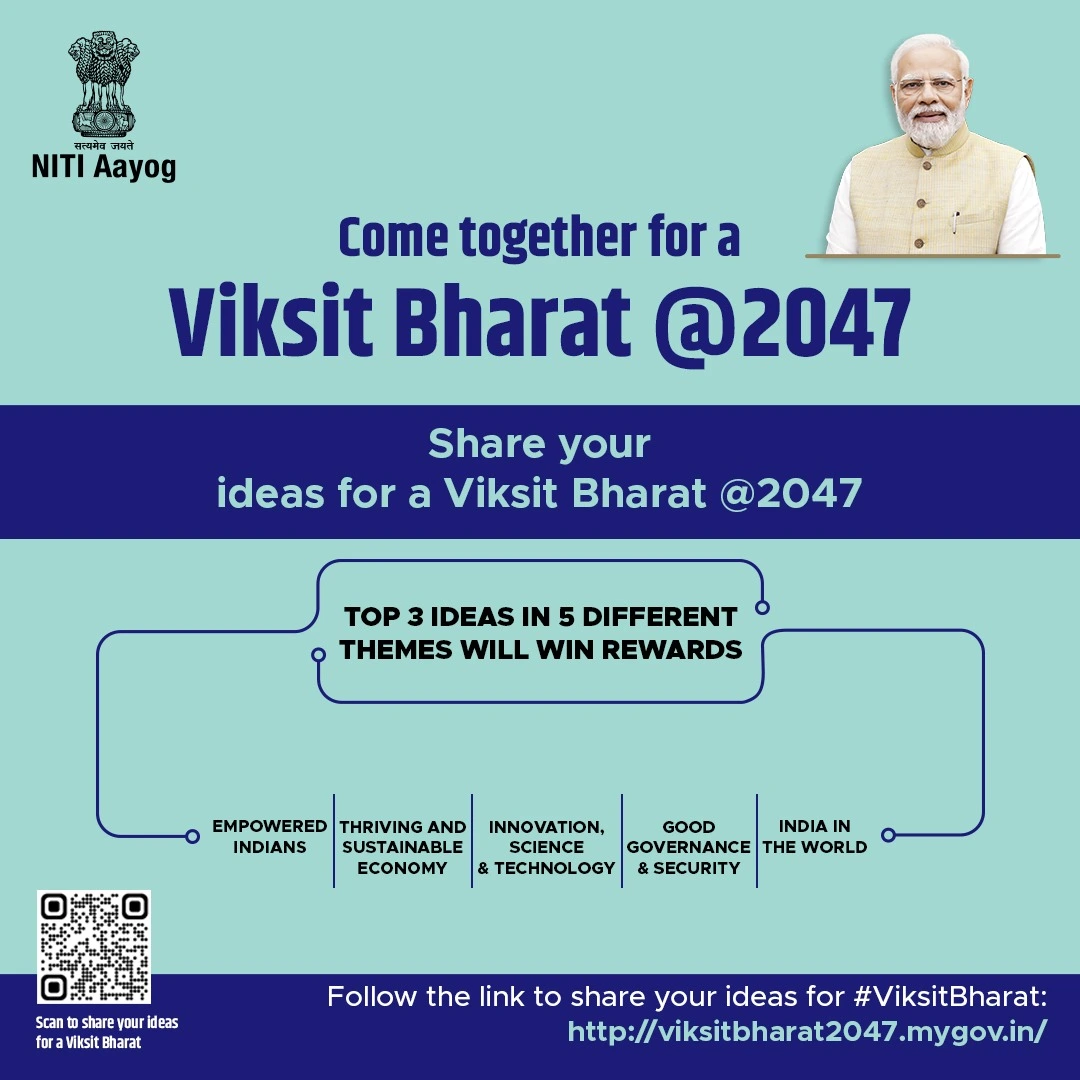 सत्यमेव जयते
NITI Aayog
Come together for a
Viksit Bharat @2047
Share your
ideas for a Viksit Bharat @2047
TOP 3 IDEAS IN 5 DIFFERENT
THEMES WILL WIN REWARDS
EMPOWERED
INDIANS
THRIVING AND
SUSTAINABLE
ECONOMY
INNOVATION,
SCIENCE
& TECHNOLOGY
GOOD
GOVERNANCE
& SECURITY
INDIA IN
THE WORLD
Scan to share your ideas
for a Viksit Bharat
Follow the link to share your ideas for #ViksitBharat:
http://viksitbharat2047.mygov.in/